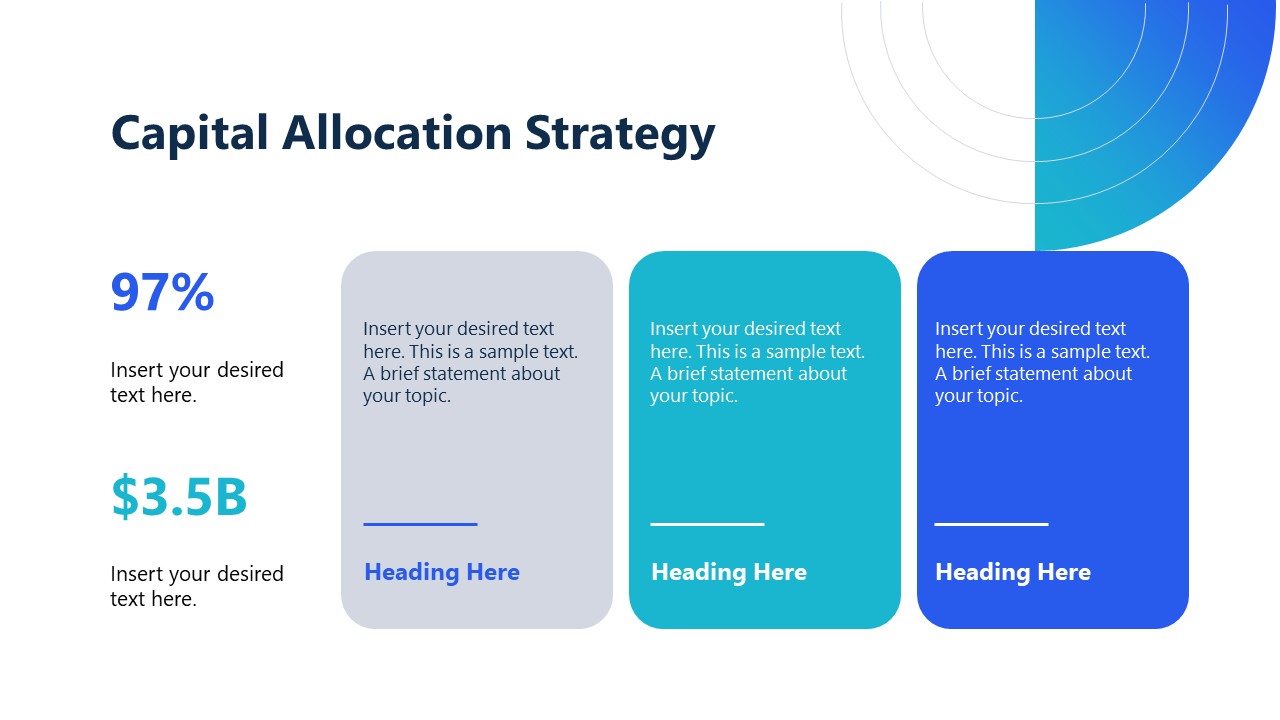 Capital Allocation Strategy
97%
Insert your desired
text here.
$3.5B
Insert your desired
text here.
Insert your desired text
here. This is a sample text.
A brief statement about
your topic.
Heading Here
Insert your desired text
here. This is a sample text.
A brief statement about
your topic.
Heading Here
Insert your desired text
here. This is a sample text.
A brief statement about
your topic.
Heading Here